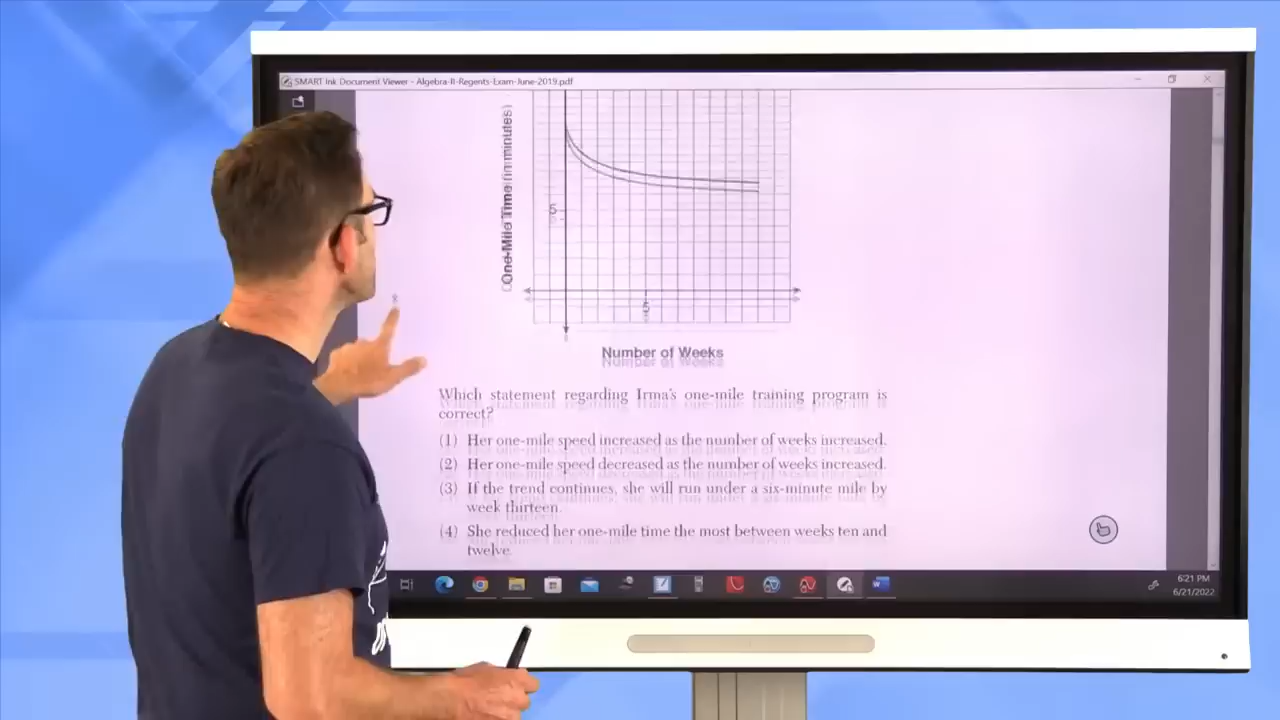 SMART Ink Document Viewer - Algebra-II-Regents-Exam-June-2019.pdf
One-Mile Time (in minutes)
5
5
Number of Weeks
Which statement regarding Irma's one-mile training program is
correct?
(1) Her one-mile speed increased as the number of weeks increased.
(2) Her one-mile speed decreased as the number of weeks increased.
(3) If the trend continues, she will run under a six-minute mile by
week thirteen.
(4) She reduced her one-mile time the most between weeks ten and
twelve.
6:21 PM
6/21/2022